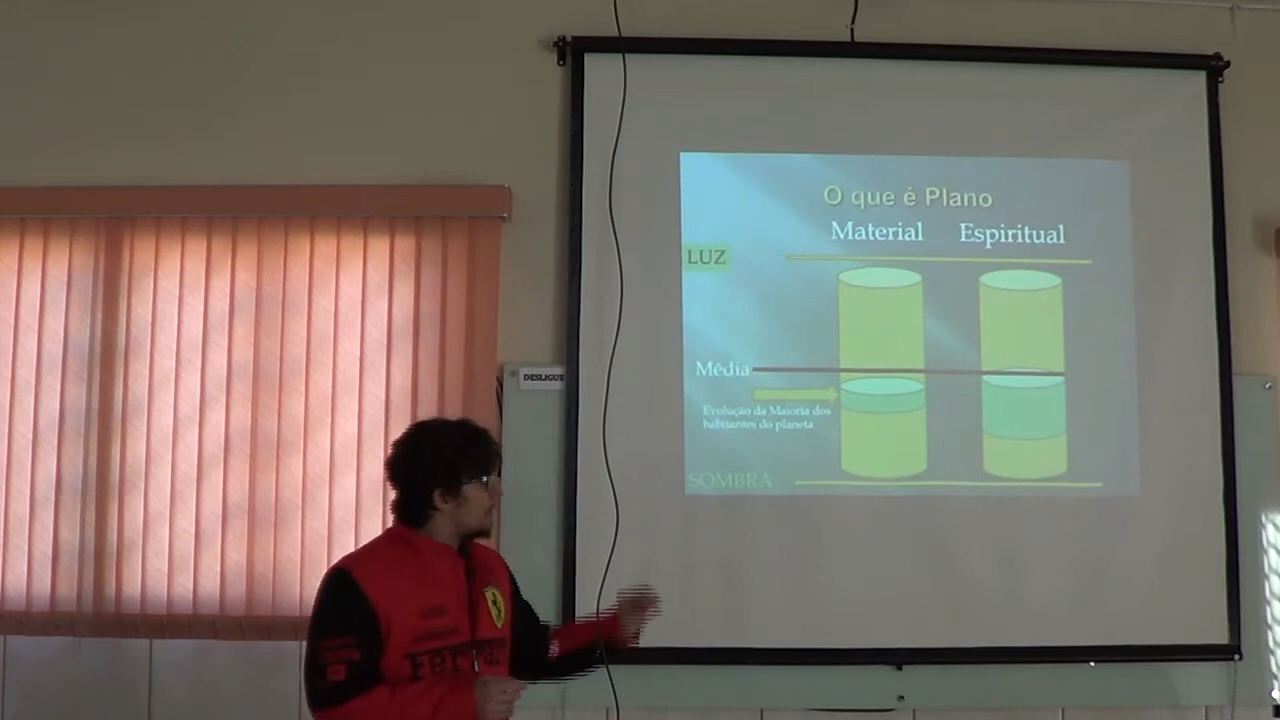 O que é Plano
Material Espiritual
LUZ
Média
Evolução da Maioria dos
habitantes do planeta
SOMBRA
DESLIGUE
Ferrari